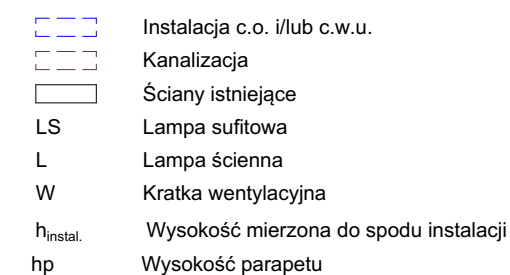 Instalacja c.o. i/lub c.w.u.
Kanalizacja
Ściany istniejące
LS Lampa sufitowa
L Lampa ścienna
W Kratka wentylacyjna
hinstal. Wysokość mierzona do spodu instalacji
hp Wysokość parapetu